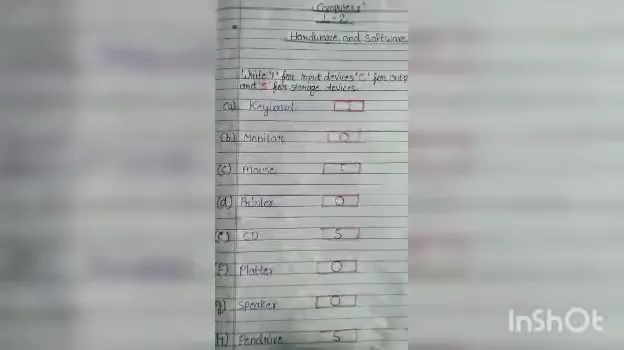 Computers
L-2
Hardware and Software
Write "I" for input devices 'O' for outp
and 'S' for storage devices.
(a) Keyboard I
(b) Monitor O
(c) Mouse I
(d) Printer O
(e) CD S
f) Plotter O
g) Speaker O
H) Pendrive S
InShOt